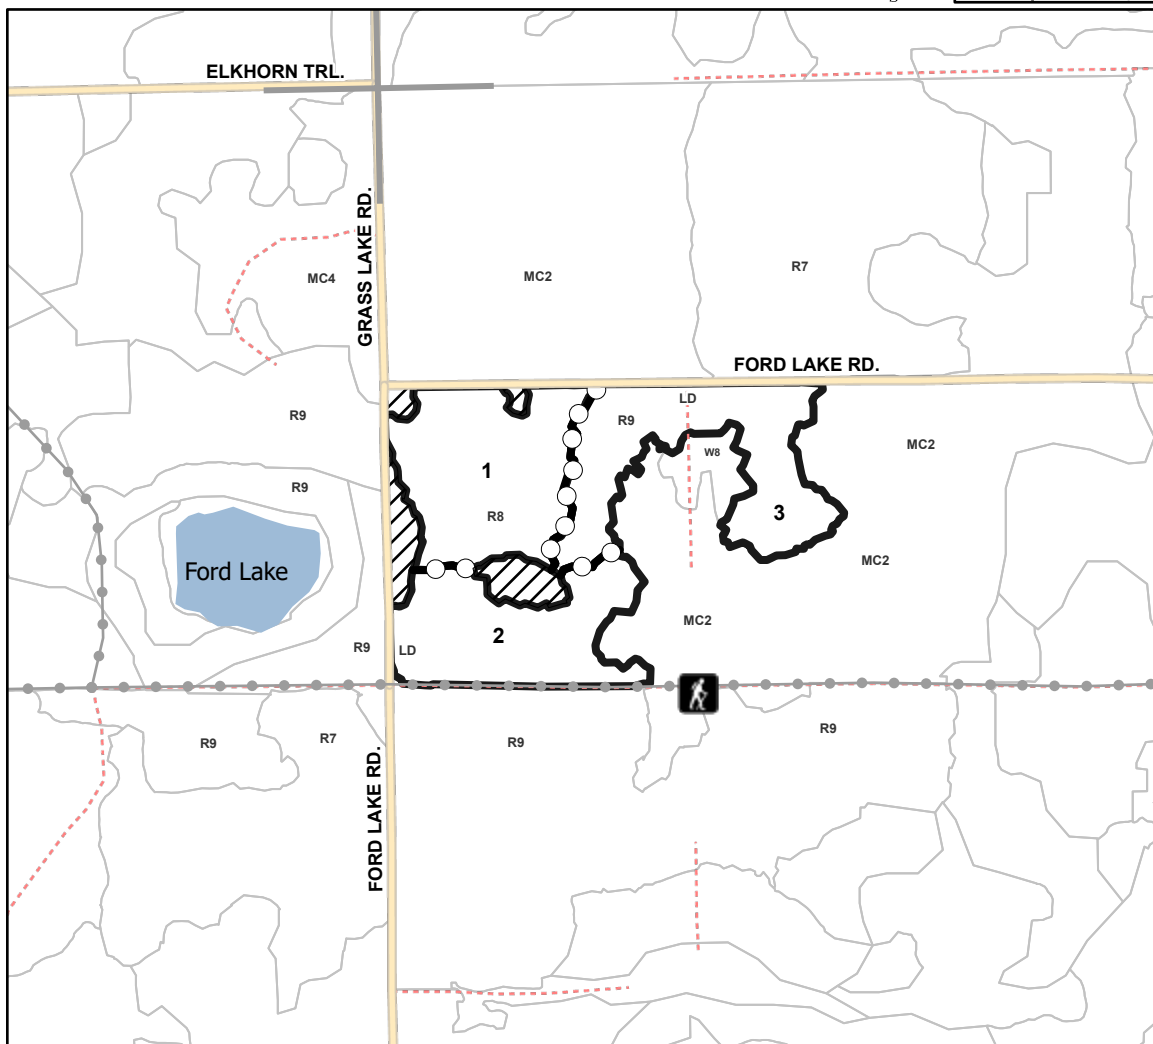 ELKHORN TRL.
GRASS LAKE RD.
MC4
MC2
R7
FORD LAKE RD.
LD
R9
R9
MC2
W8
1
R9
3
R8
MC2
Ford Lake
MC2
2
R9
LD
R9
R9
R7
R9
FORD LAKE RD.